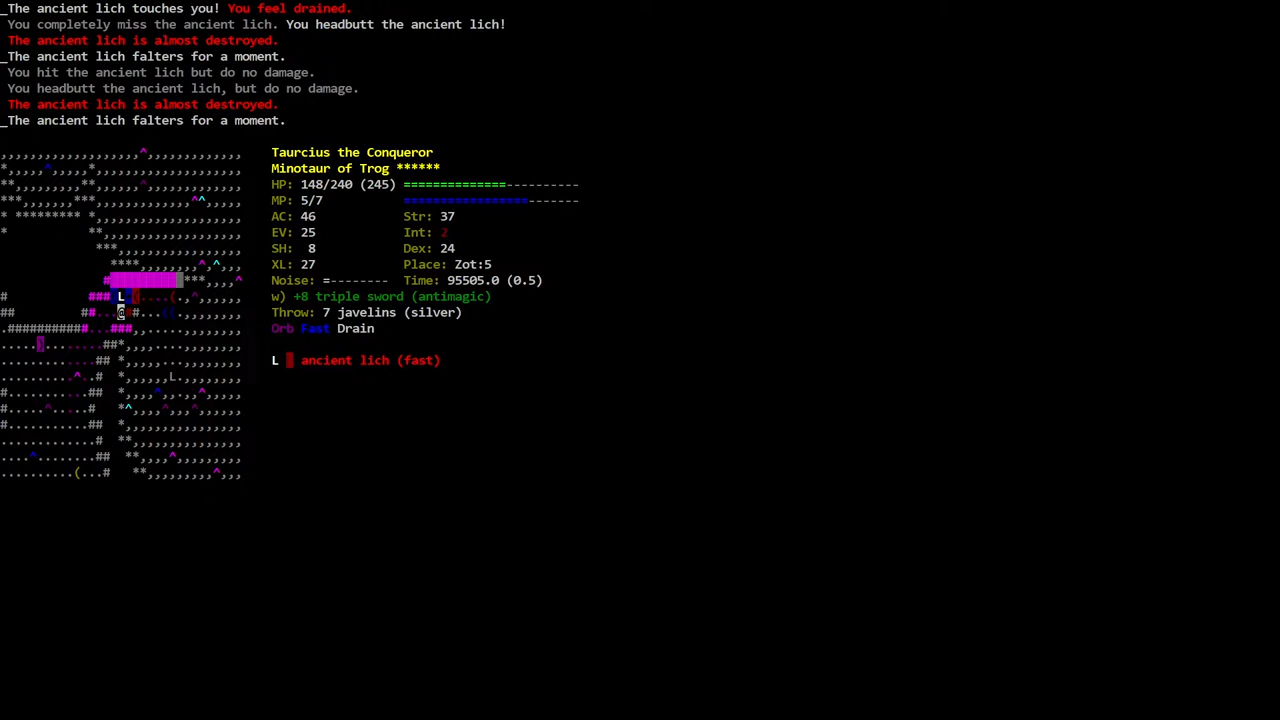 _The ancient lich touches you! You feel drained.
You completely miss the ancient lich. You headbutt the ancient lich!
The ancient lich is almost destroyed.
_The ancient lich falters for a moment.
You hit the ancient lich but do no damage.
You headbutt the ancient lich, but do no damage.
The ancient lich is almost destroyed.
_The ancient lich falters for a moment.
Taurcius the Conqueror
Minotaur of Trog ******
HP: 148/240 (245) ==============----------
MP: 5/7 =================-------
AC: 46 Str: 37
EV: 25 Int: 2
SH: 8 Dex: 24
XL: 27 Place: Zot:5
Noise: =-------- Time: 95505.0 (0.5)
w) +8 triple sword (antimagic)
Throw: 7 javelins (silver)
Orb Fast Drain
L ancient lich (fast)